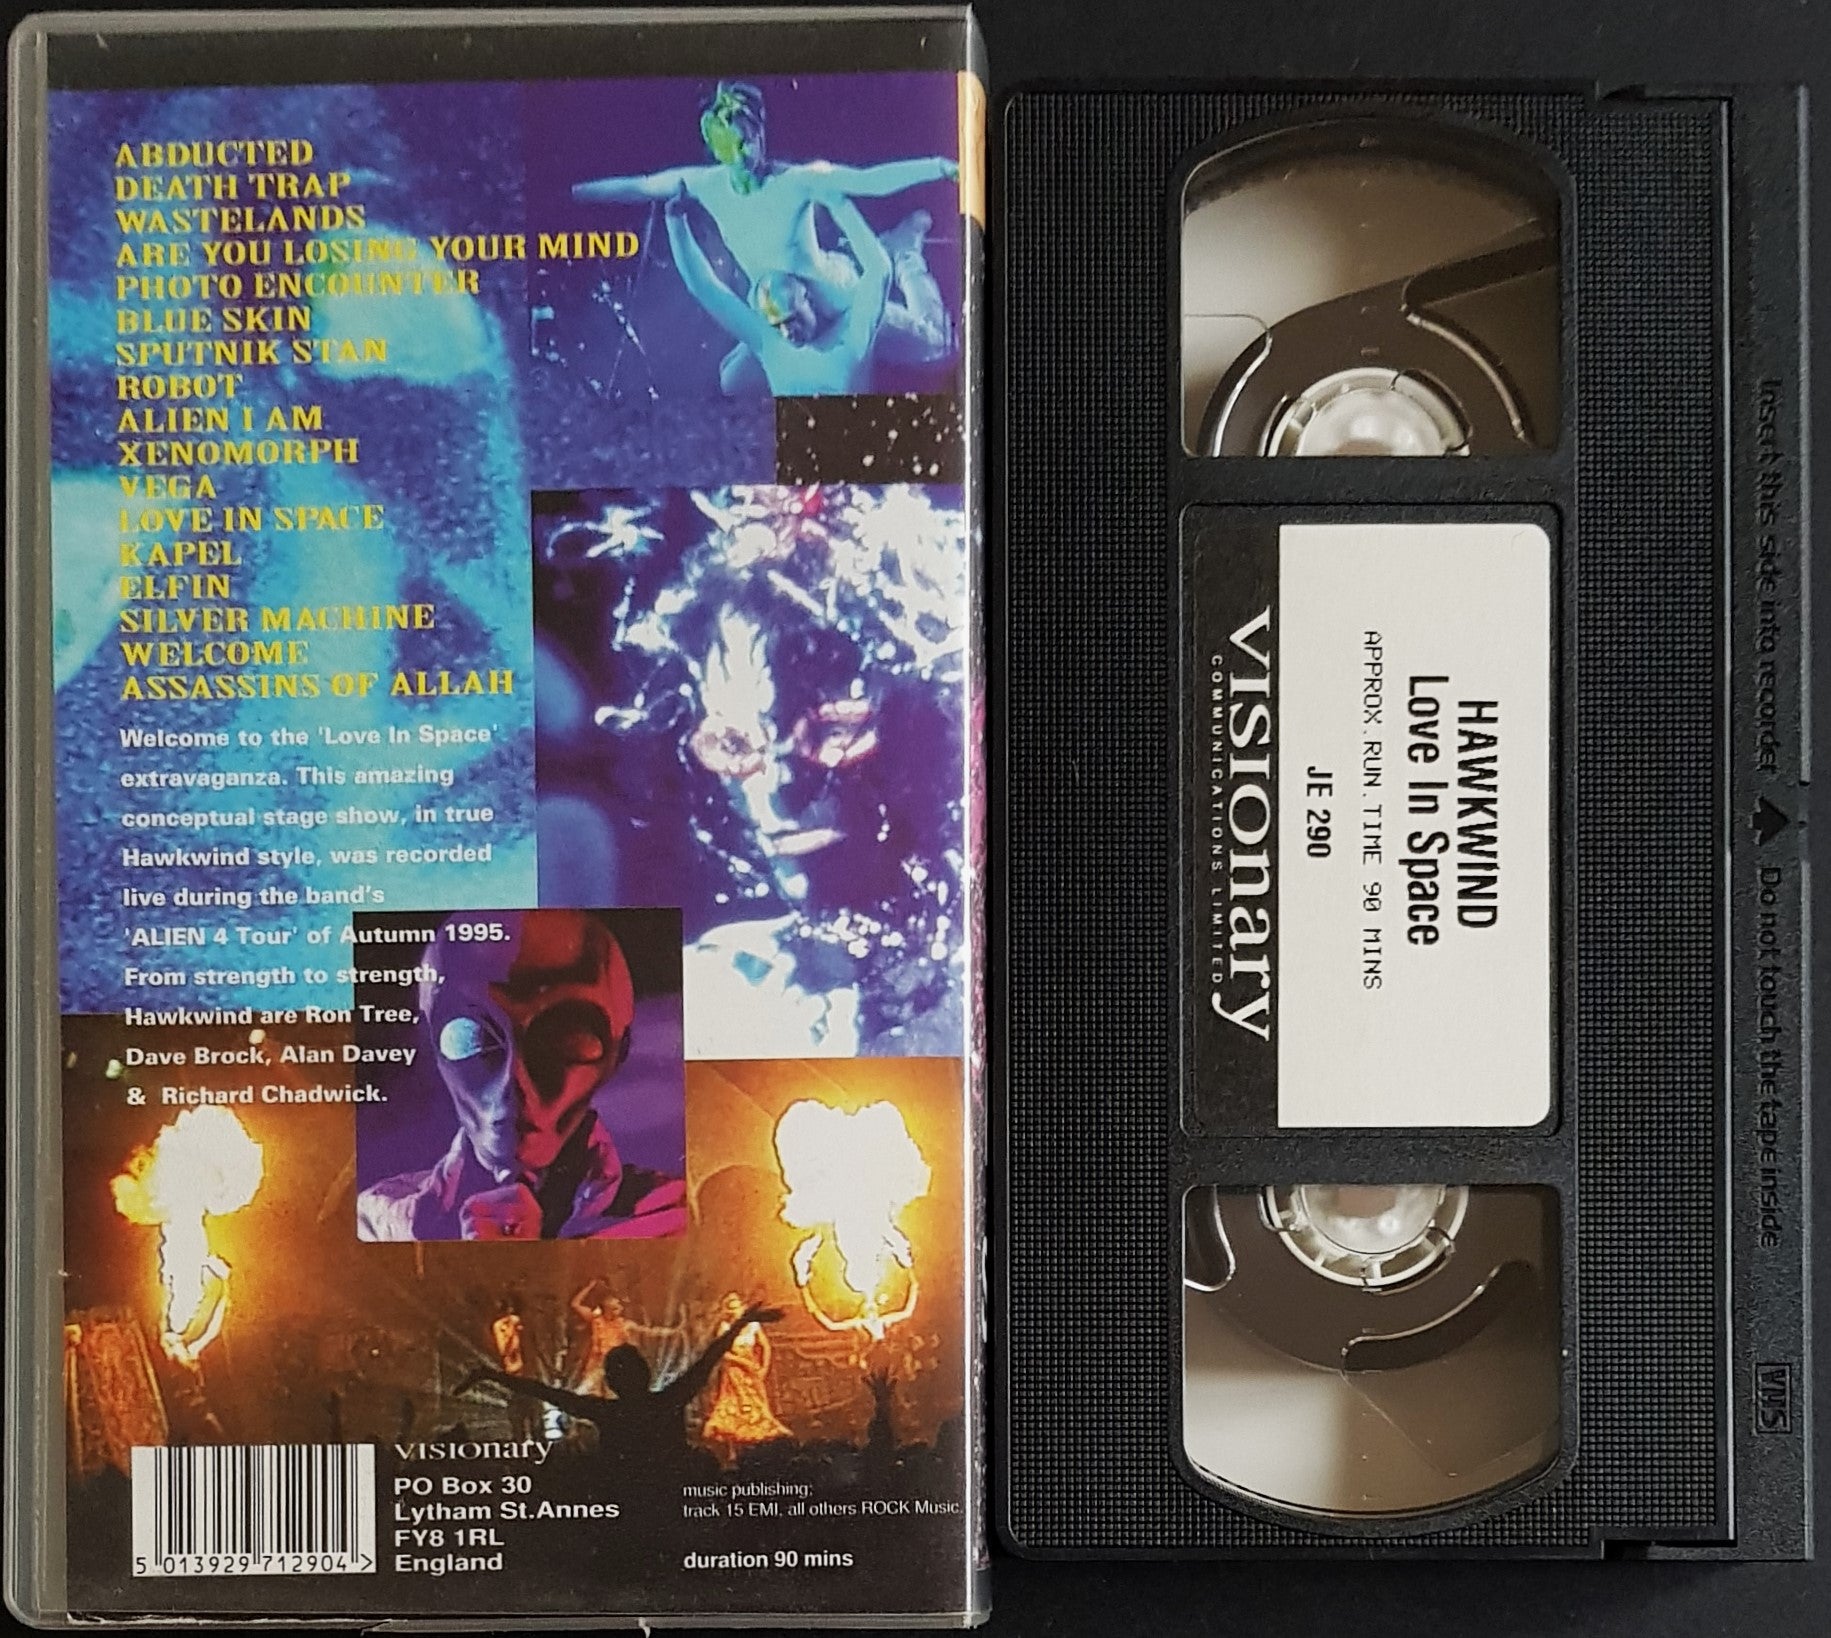 ABDUCTED
DEATH TRAP
WASTELANDS
ARE YOU LOSING YOUR MIND
PHOTO ENCOUNTER
BLUE SKIN
SPUTNIK STAN
ROBOT
ALIEN I AM
XENOMORPH
VEGA
LOVE IN SPACE
KAPEL
ELFIN
SILVER MACHINE
WELCOME
ASSASSINS OF ALLAH
Welcome to the 'Love In Space'
extravaganza. This amazing
conceptual stage show, in true
Hawkwind style, was recorded
live during the band's
'ALIEN 4 Tour' of Autumn 1995.
From strength to strength,
Hawkwind are Ron Tree,
Dave Brock, Alan Davey
& Richard Chadwick.
5 013929 712904 >
VISIonary
PO Box 30
Lytham St.Annes
FY8 1RL
England
music publishing:
track 15 EMI, all others ROCK Music.
duration 90 mins
HAWKWIND
Love In Space
APPROX.RUN.TIME 90 MINS
JE 290
VISIOnary
COMMUNICATIONS LIMITED
Insert this side into recorder
Do not touch the tape inside
VHS